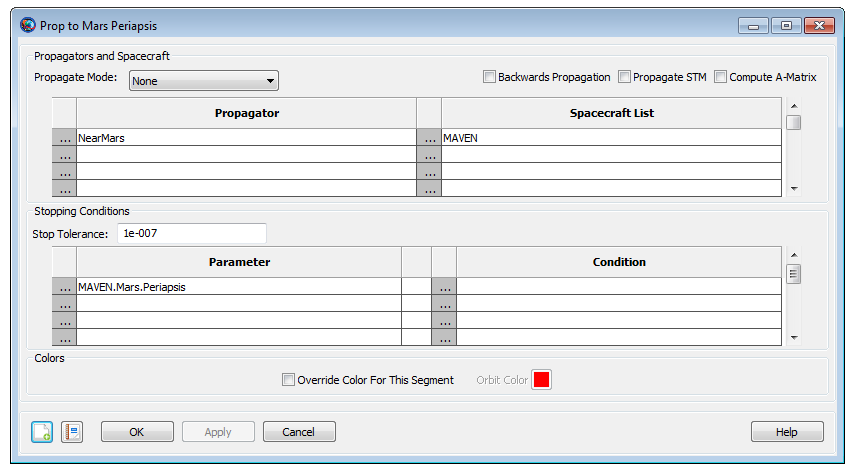 Prop to Mars Periapsis
Propagators and Spacecraft
Propagate Mode: None Backwards Propagation Propagate STM Compute A-Matrix
Propagator Spacecraft List
... NearMars ... MAVEN
... ...
... ...
... ...
Stopping Conditions
Stop Tolerance: 1e-007
Parameter Condition
... MAVEN.Mars.Periapsis ...
... ...
... ...
... ...
Colors
Override Color For This Segment Orbit Color
OK Apply Cancel Help